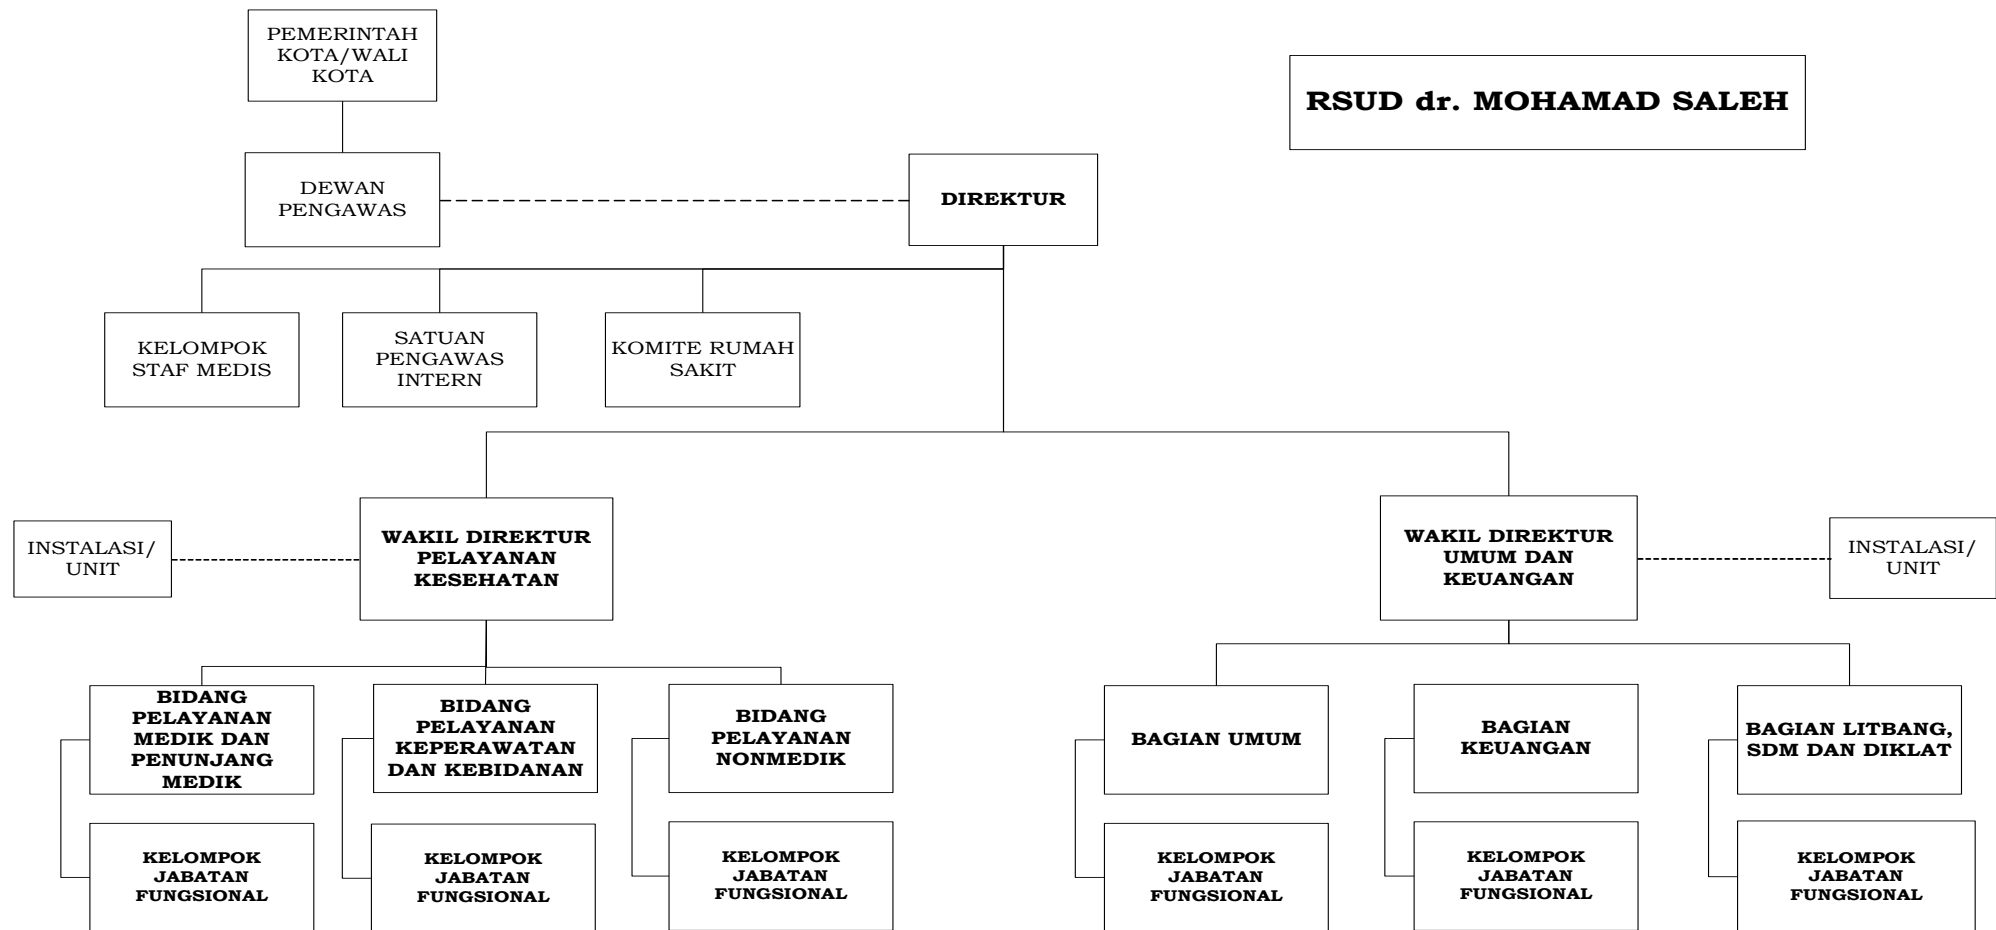 PEMERINTAH
KOTA/WALI
KOTA
RSUD dr. MOHAMAD SALEH
DEWAN
PENGAWAS
DIREKTUR
KELOMPOK
STAF MEDIS
SATUAN
PENGAWAS
INTERN
KOMITE RUMAH
SAKIT
INSTALASI/
UNIT
WAKIL DIREKTUR
PELAYANAN
KESEHATAN
WAKIL DIREKTUR
UMUM DAN
KEUANGAN
INSTALASI/
UNIT
BIDANG
PELAYANAN
MEDIK DAN
PENUNJANG
MEDIK
BIDANG
PELAYANAN
KEPERAWATAN
DAN KEBIDANAN
BIDANG
PELAYANAN
NONMEDIK
BAGIAN UMUM
BAGIAN
KEUANGAN
BAGIAN LITBANG,
SDM DAN DIKLAT
KELOMPOK
JABATAN
FUNGSIONAL
KELOMPOK
JABATAN
FUNGSIONAL
KELOMPOK
JABATAN
FUNGSIONAL
KELOMPOK
JABATAN
FUNGSIONAL
KELOMPOK
JABATAN
FUNGSIONAL
KELOMPOK
JABATAN
FUNGSIONAL